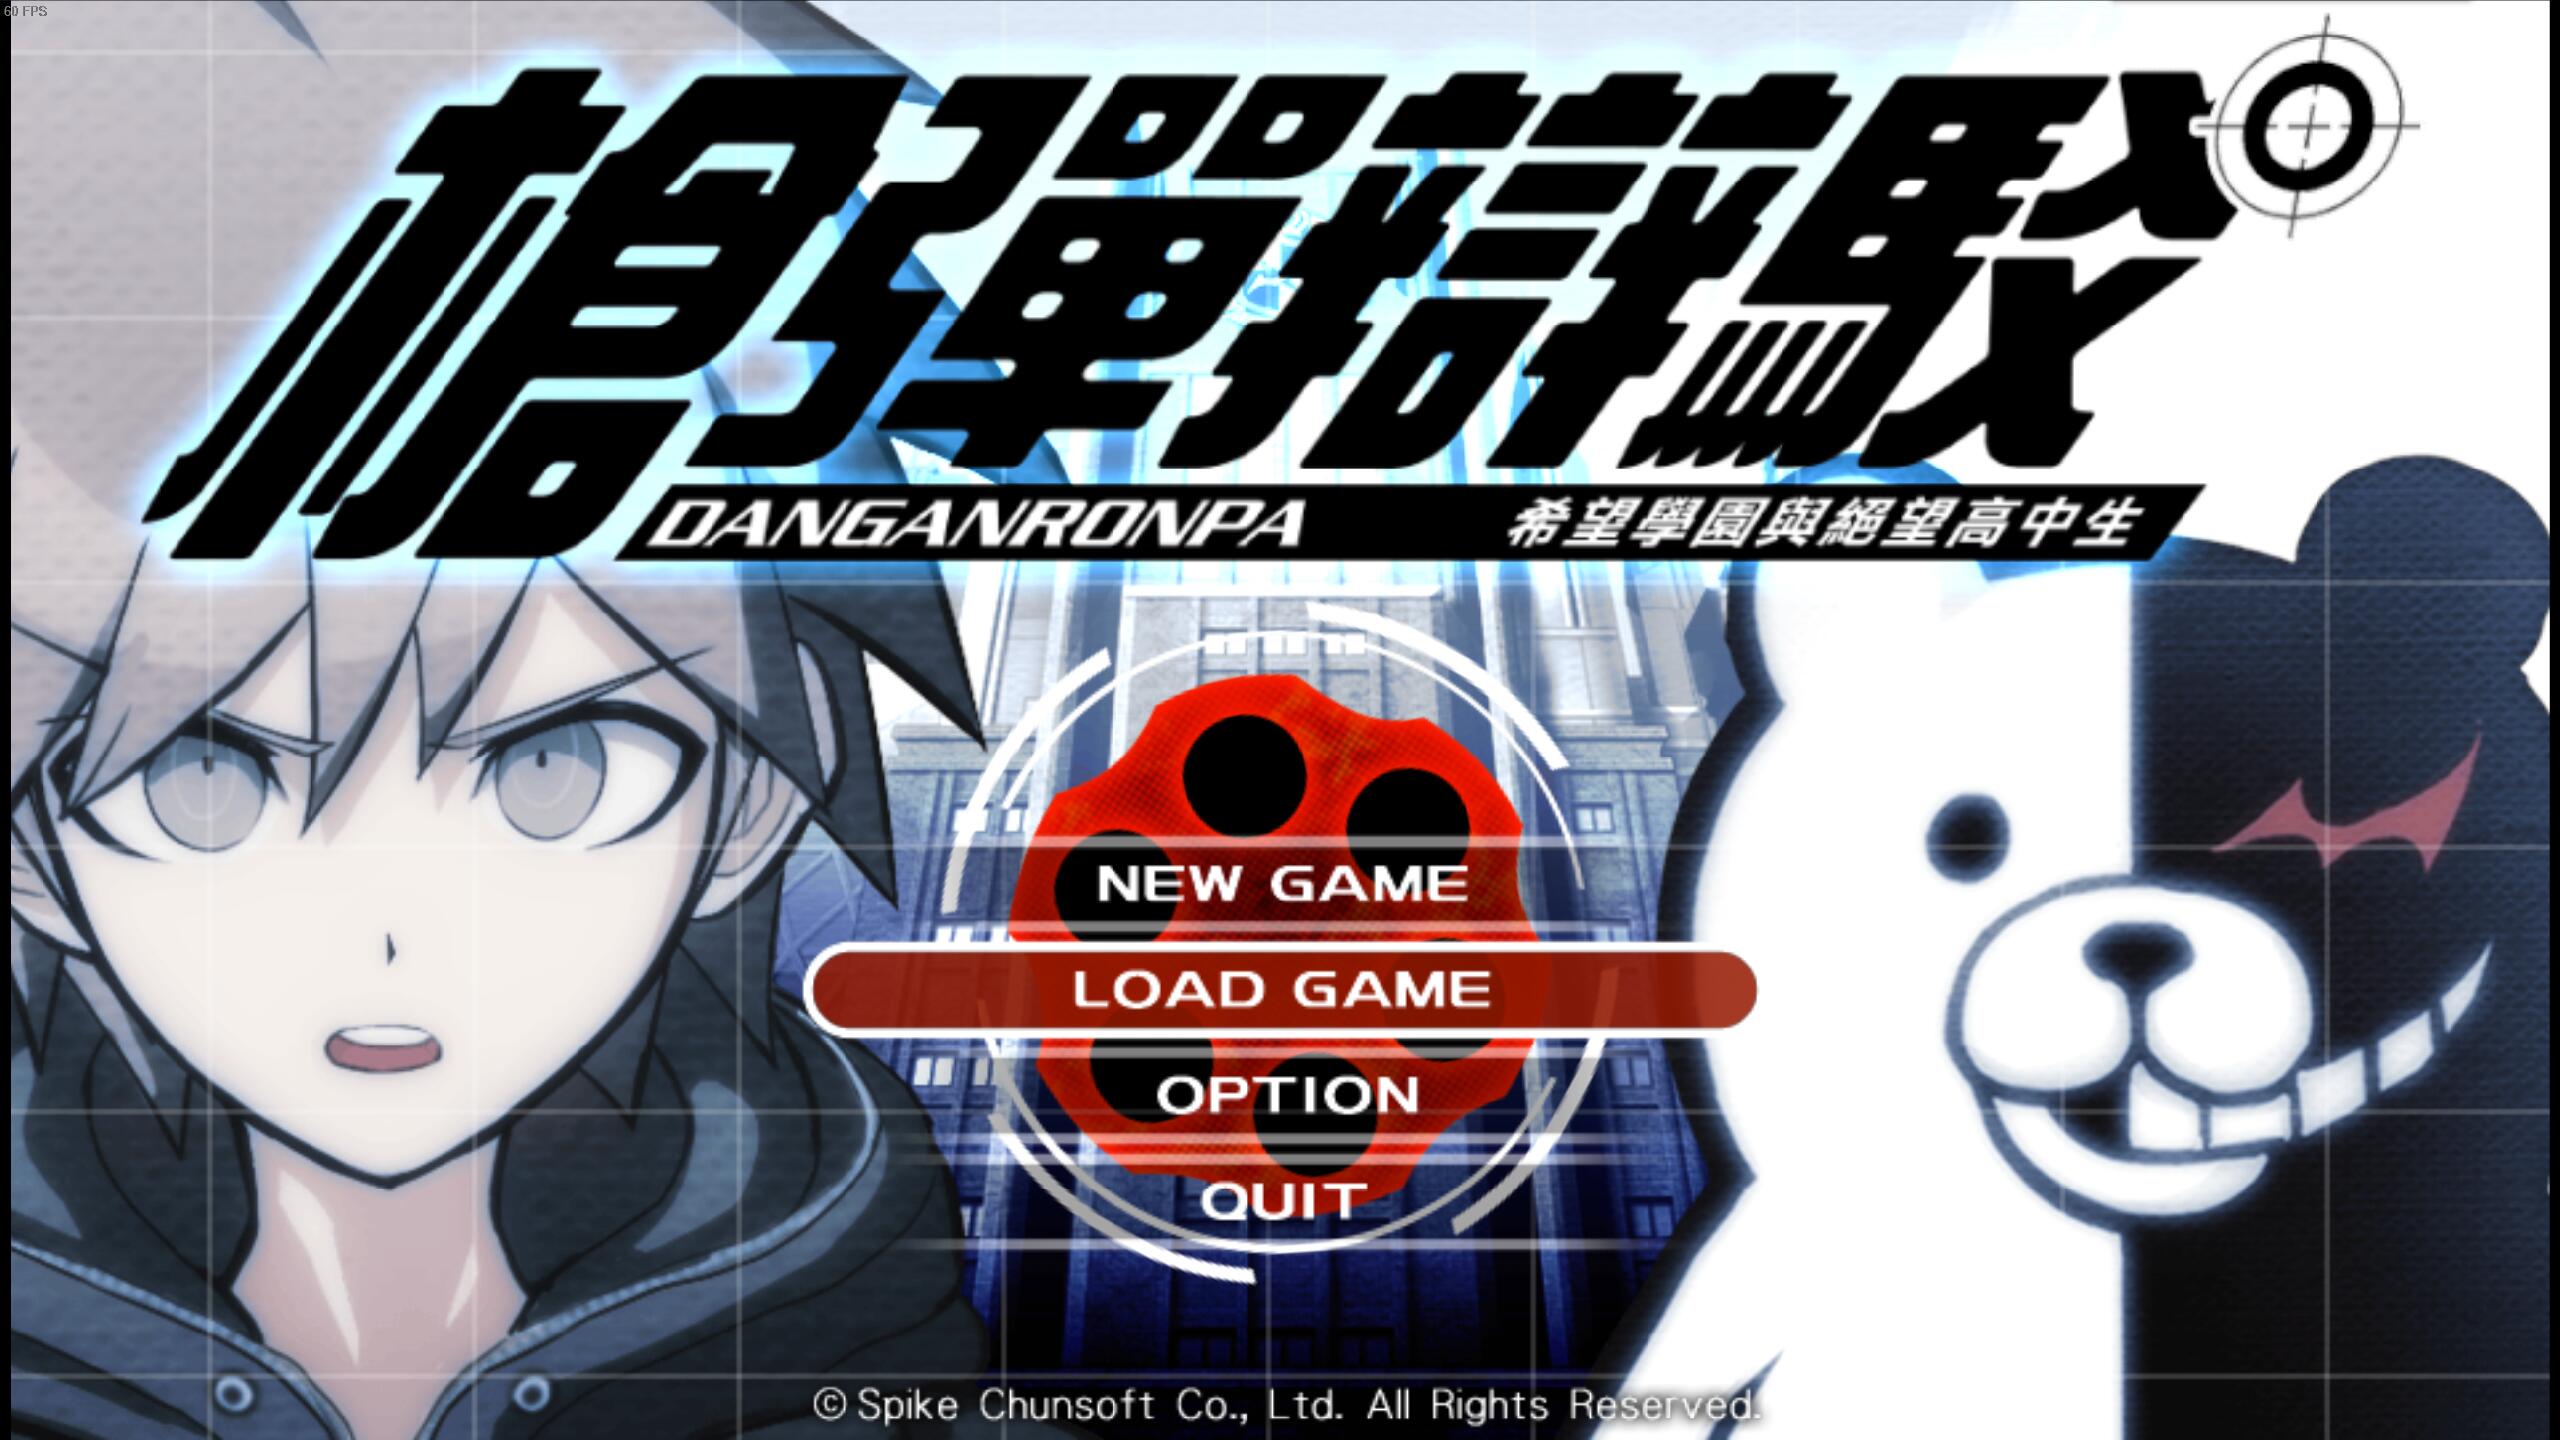 60 FPS
槍彈辯駁
DANGANRONPA 希望學園與絕望高中生
NEW GAME
LOAD GAME
OPTION
QUIT
© Spike Chunsoft Co., Ltd. All Rights Reserved.